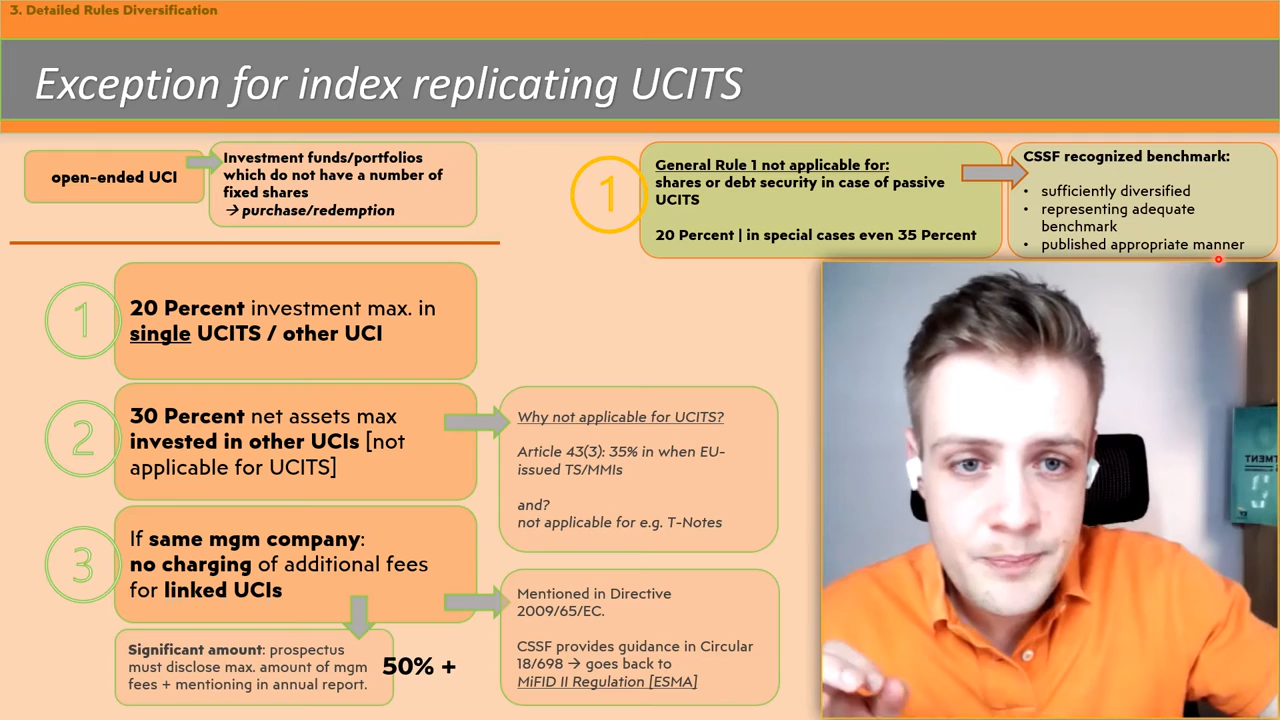 3. Detailed Rules Diversification
Exception for index replicating UCITS
open-ended UCI
Investment funds/portfolios
which do not have a number of
fixed shares
→ purchase/redemption
1
General Rule 1 not applicable for:
shares or debt security in case of passive
UCITS
20 Percent | in special cases even 35 Percent
CSSF recognized benchmark:
• sufficiently diversified
• representing adequate
benchmark
• published appropriate manner
1
20 Percent investment max. in
single UCITS / other UCI
2
30 Percent net assets max
invested in other UCIs [not
applicable for UCITS]
Why not applicable for UCITS?
Article 43(3): 35% in when EU-
issued TS/MMIs
and?
not applicable for e.g. T-Notes
3
If same mgm company:
no charging of additional fees
for linked UCIs
Significant amount: prospectus
must disclose max. amount of mgm
fees + mentioning in annual report.
50% +
Mentioned in Directive
2009/65/EC.
CSSF provides guidance in Circular
18/698 → goes back to
MiFID II Regulation [ESMA]